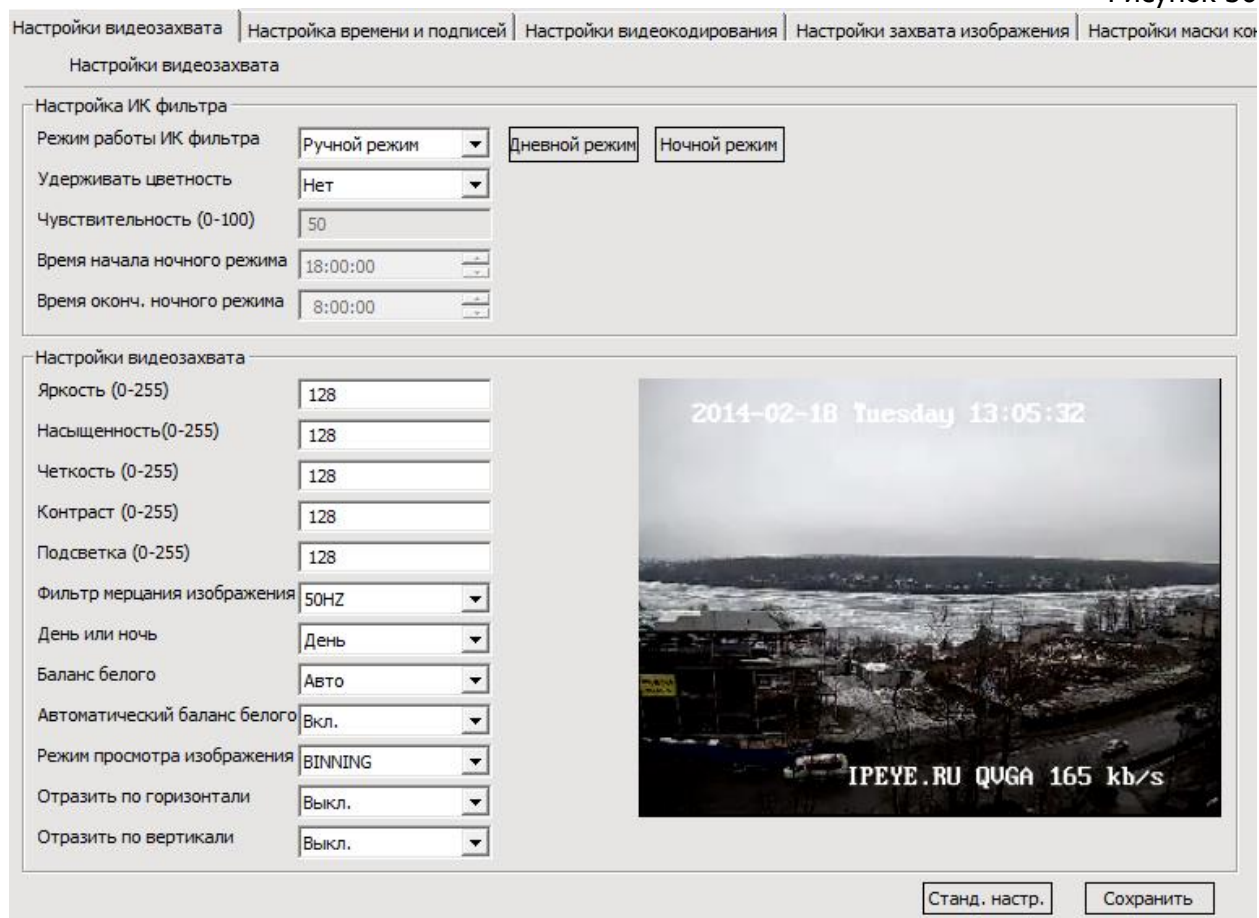 Настройки видеозахвата Настройка времени и подписей Настройки видеокодирования Настройки захвата изображения Настройки маски
Настройки видеозахвата
Настройка ИК фильтра
Режим работы ИК фильтра Ручной режим Дневной режим Ночной режим
Удерживать цветность Нет
Чувствительность (0-100) 50
Время начала ночного режима 18:00:00
Время оконч. ночного режима 8:00:00
Настройки видеозахвата
Яркость (0-255) 128
2014-02-18 Tuesday 13:05:32
Насыщенность(0-255) 128
Четкость (0-255) 128
Контраст (0-255) 128
Подсветка (0-255) 128
Фильтр мерцания изображения 50HZ
День или ночь День
Баланс белого Авто
Автоматический баланс белого Вкл.
Режим просмотра изображения BINNING
IPEYE.RU QVGA 165 kb/s
Отразить по горизонтали Выкл.
Отразить по вертикали Выкл.
Станд. настр. Сохранить